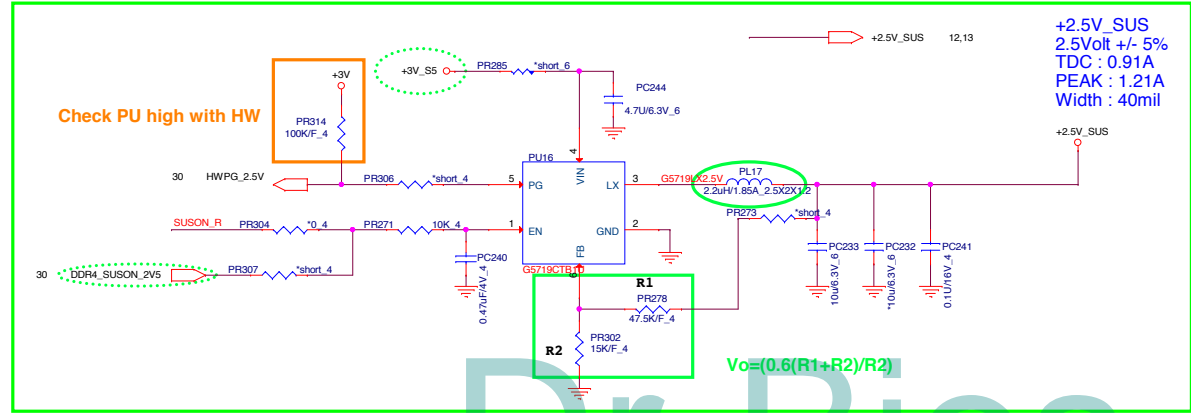 +2.5V_SUS 12,13
+2.5V_SUS
2.5Volt +/- 5%
TDC : 0.91A
PEAK : 1.21A
Width : 40mil
+3V
+3V_S5
PR285
*short_6
PC244
4.7U/6.3V_6
Check PU high with HW
PR314
100K/F_4
+2.5V_SUS
PU16
4
VIN
30 HWPG_2.5V
PR306
*short_4
5
PG
LX
3
G5719LX2.5V
PL17
2.2uH/1.85A_2.5X2X1.2
PR273
*short_4
SUSON_R
PR304
*0_4
PR271
10K_4
1
EN
GND
2
FB
6
G5719CTB1U
30 DDR4_SUSON_2V5
PR307
*short_4
PC240
0.47uF/4V_4
PC233
10u/6.3V_6
PC232
*10u/6.3V_6
PC241
0.1U/16V_4
R1
PR278
47.5K/F_4
R2
PR302
15K/F_4
Vo=(0.6(R1+R2)/R2)